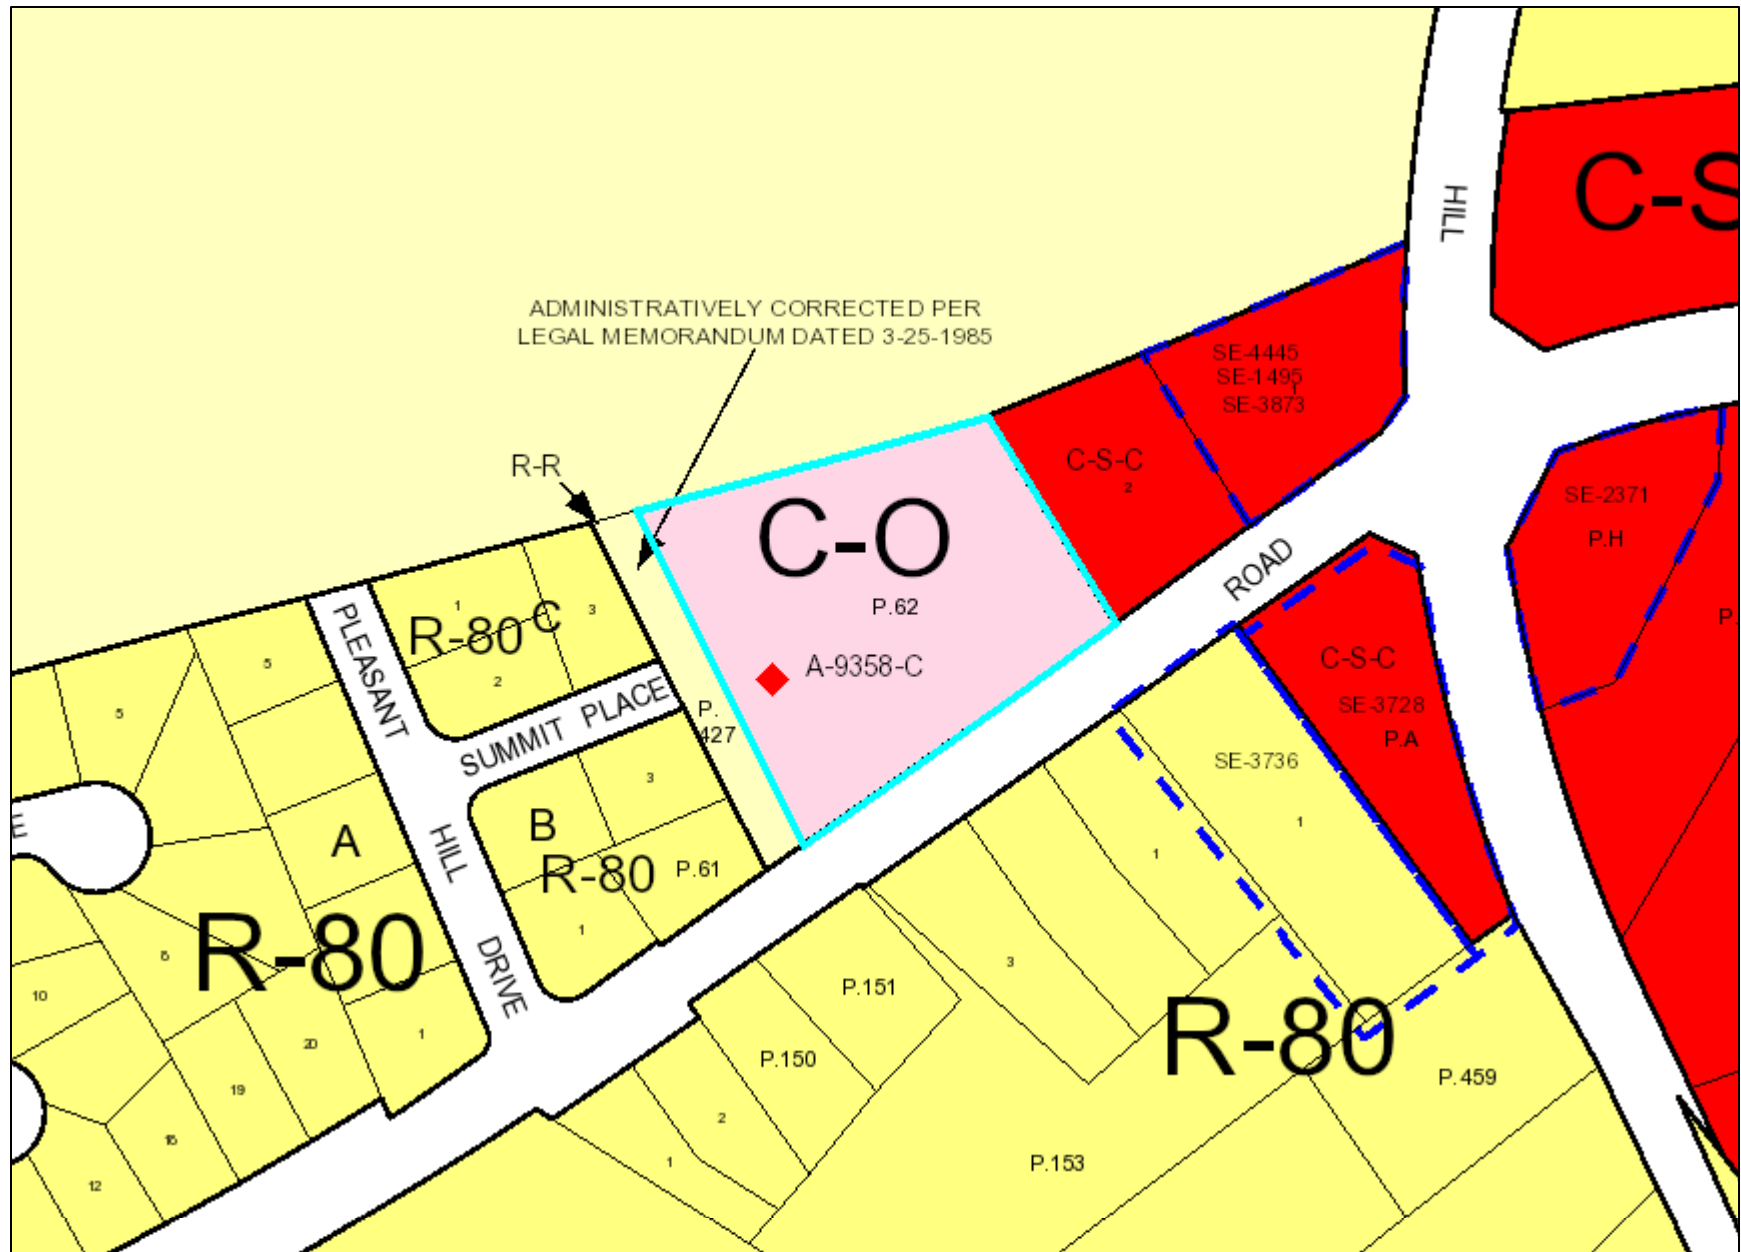 C-S
HILL
ADMINISTRATIVELY CORRECTED PER
LEGAL MEMORANDUM DATED 3-25-1985
SE-4445
SE-1495
1
SE-3873
R-R
C-S-C
2
SE-2371
P.H
C-O
P.62
A-9358-C
ROAD
P.
C-S-C
SE-3728
P.A
SE-3736
1
PLEASANT
HILL
DRIVE
1
R-80
C
3
2
SUMMIT PLACE
P.
427
5
5
E
A
B
3
R-80
P.61
1
R-80
6
10
20
1
19
12
1
3
P.151
P.150
R-80
P.459
2
1
P.153